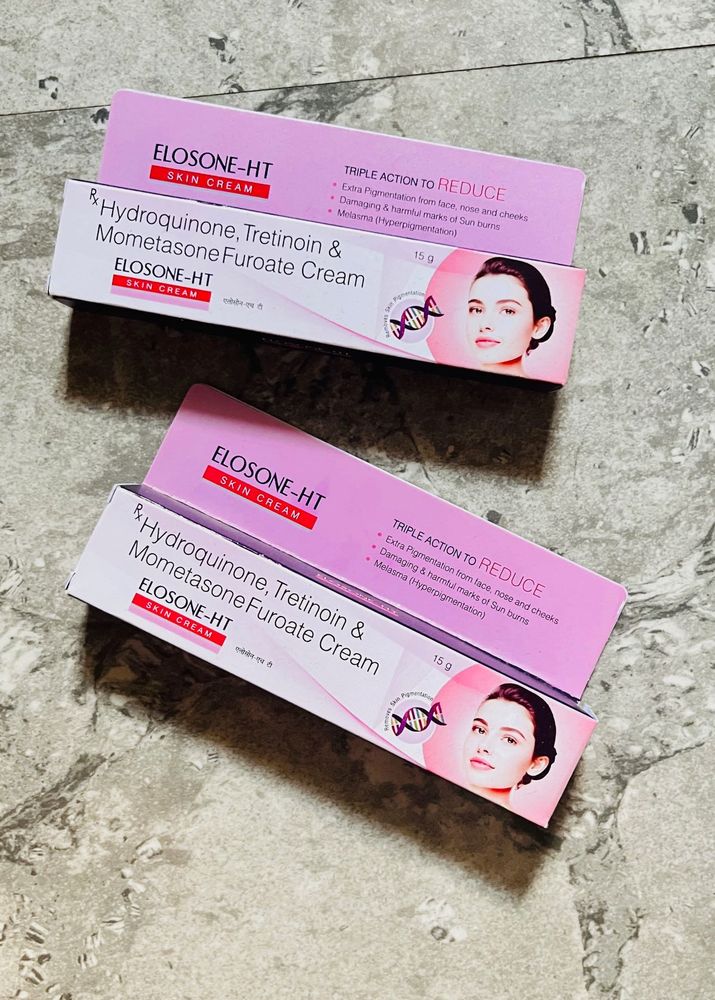 ELOSONE-HT
SKIN CREAM
TRIPLE ACTION TO REDUCE
• Extra Pigmentation from face, nose and cheeks
• Damaging & harmful marks of Sun burns
• Melasma (Hyperpigmentation)
Rx Hydroquinone, Tretinoin &
Mometasone Furoate Cream
15 g
ELOSONE-HT
SKIN CREAM
एलोसोन-एच टी
Removes Skin Pigmentation
ELOSONE-HT
SKIN CREAM
TRIPLE ACTION TO REDUCE
• Extra Pigmentation from face, nose and cheeks
• Damaging & harmful marks of Sun burns
• Melasma (Hyperpigmentation)
Rx Hydroquinone, Tretinoin &
Mometasone Furoate Cream
15 g
ELOSONE-HT
SKIN CREAM
एलोसोन-एच टी
Removes Skin Pigmentation